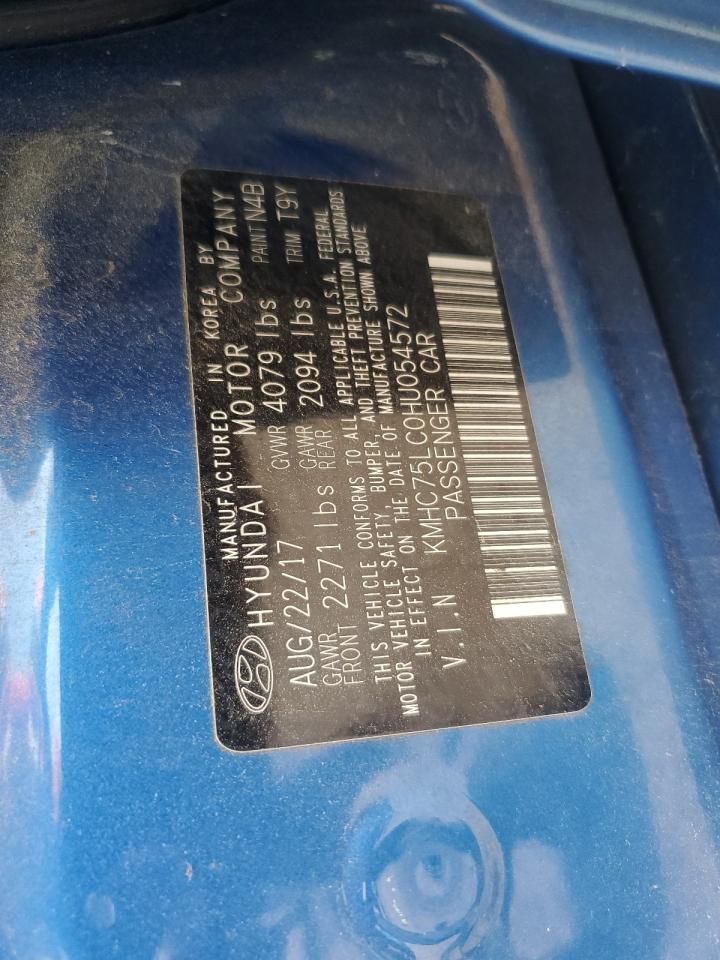 MANUFACTURED IN KOREA BY
HYUNDAI MOTOR COMPANY
AUG/22/17 GVWR 4079 lbs PAINT N4B
GAWR FRONT 2271 lbs GAWR REAR 2094 lbs TRIM T9Y
THIS VEHICLE CONFORMS TO ALL APPLICABLE U.S.A. FEDERAL
MOTOR VEHICLE SAFETY, BUMPER, AND THEFT PREVENTION STANDARDS
IN EFFECT ON THE DATE OF MANUFACTURE SHOWN ABOVE
V.I.N KMHC75LC0HU054572
PASSENGER CAR